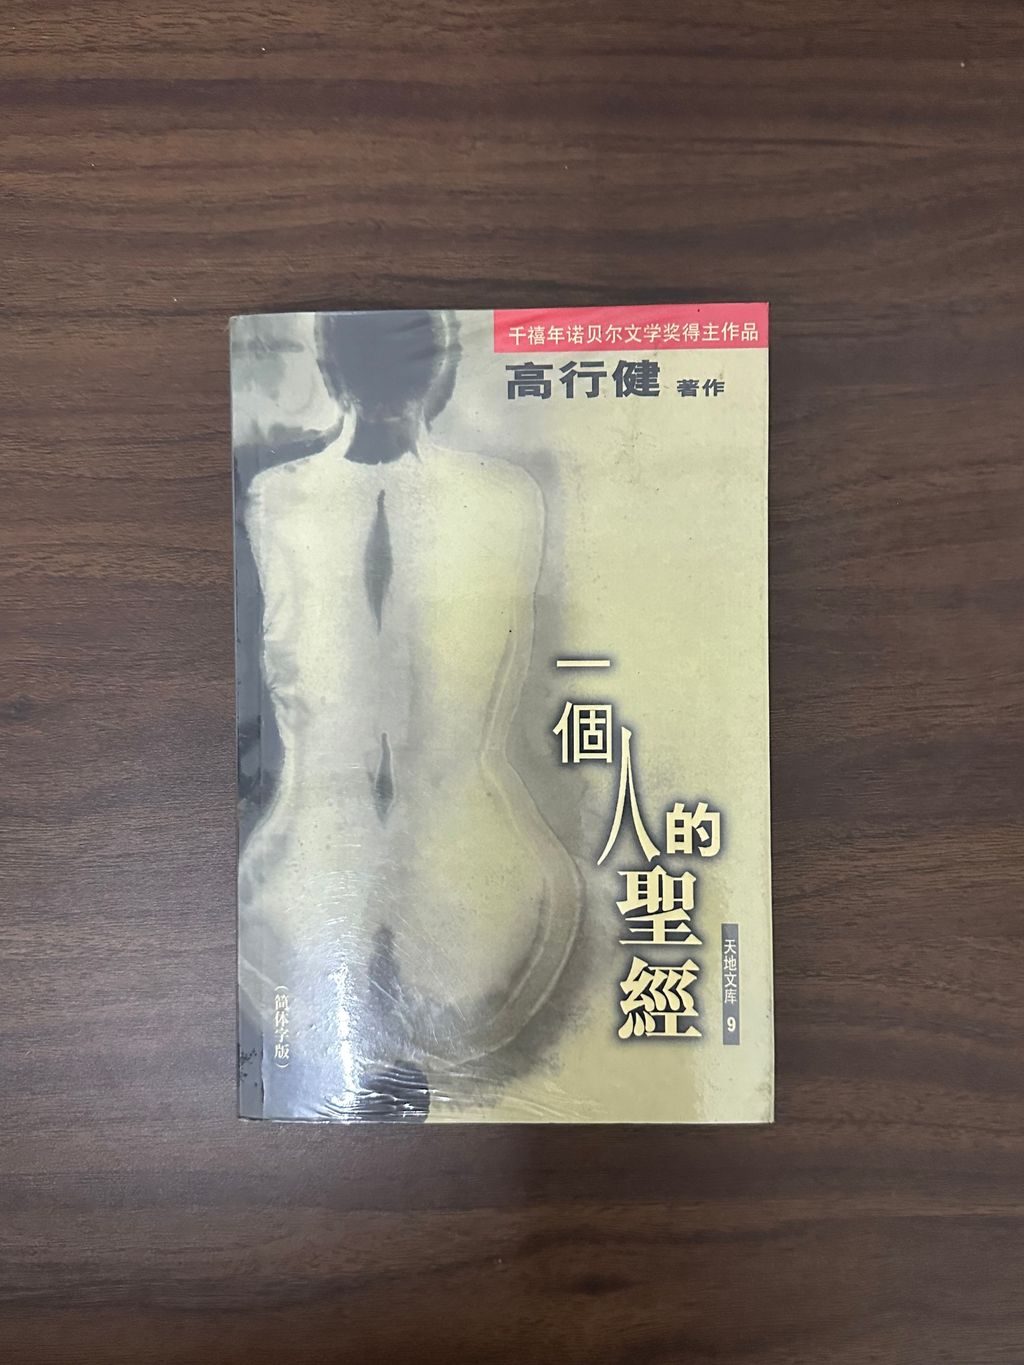 千禧年诺贝尔文学奖得主作品
高行健 著作
一個人的聖經
天地文库 9
(简体字版)